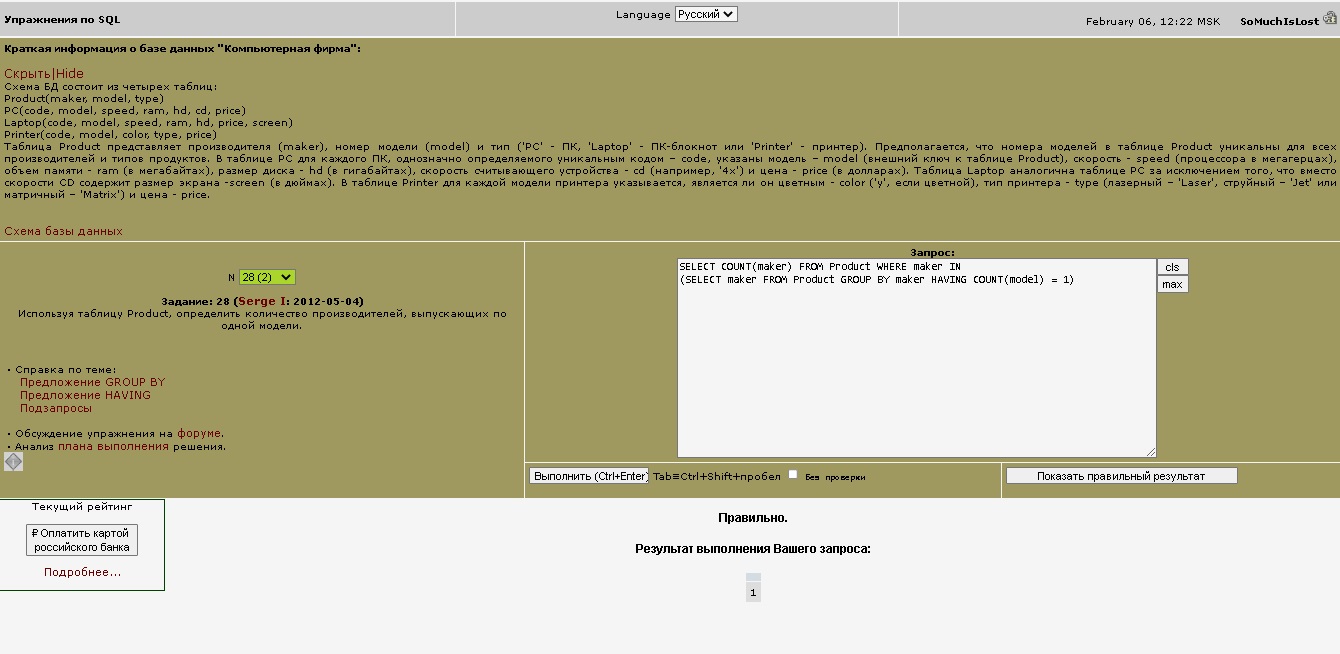 Упражнения по SQL
Language Русский
February 06, 12:22 MSK SoMuchIsLost
Краткая информация о базе данных "Компьютерная фирма":
Скрыть|Hide
Схема БД состоит из четырех таблиц:
Product(maker, model, type)
PC(code, model, speed, ram, hd, cd, price)
Laptop(code, model, speed, ram, hd, price, screen)
Printer(code, model, color, type, price)
Таблица Product представляет производителя (maker), номер модели (model) и тип ('PC' - ПК, 'Laptop' - ПК-блокнот или 'Printer' - принтер). Предполагается, что номера моделей в таблице Product уникальны для всех
производителей и типов продуктов. В таблице PC для каждого ПК, однозначно определяемого уникальным кодом – code, указаны модель – model (внешний ключ к таблице Product), скорость - speed (процессора в мегагерцах),
объем памяти - ram (в мегабайтах), размер диска - hd (в гигабайтах), скорость считывающего устройства - cd (например, '4x') и цена - price (в долларах). Таблица Laptop аналогична таблице РС за исключением того, что вместо
скорости CD содержит размер экрана -screen (в дюймах). В таблице Printer для каждой модели принтера указывается, является ли он цветным - color ('y', если цветной), тип принтера - type (лазерный – 'Laser', струйный – 'Jet' или
матричный – 'Matrix') и цена - price.
Схема базы данных
N 28 (2)
Задание: 28 (Serge I: 2012-05-04)
Используя таблицу Product, определить количество производителей, выпускающих по
одной модели.
• Справка по теме:
Предложение GROUP BY
Предложение HAVING
Подзапросы
• Обсуждение упражнения на форуме.
• Анализ плана выполнения решения.
Запрос:
SELECT COUNT(maker) FROM Product WHERE maker IN
(SELECT maker FROM Product GROUP BY maker HAVING COUNT(model) = 1)
cls
max
Выполнить (Ctrl+Enter) Tab≡Ctrl+Shift+пробел Без проверки
Показать правильный результат
Текущий рейтинг
₽ Оплатить картой
российского банка
Подробнее...
Правильно.
Результат выполнения Вашего запроса:
1